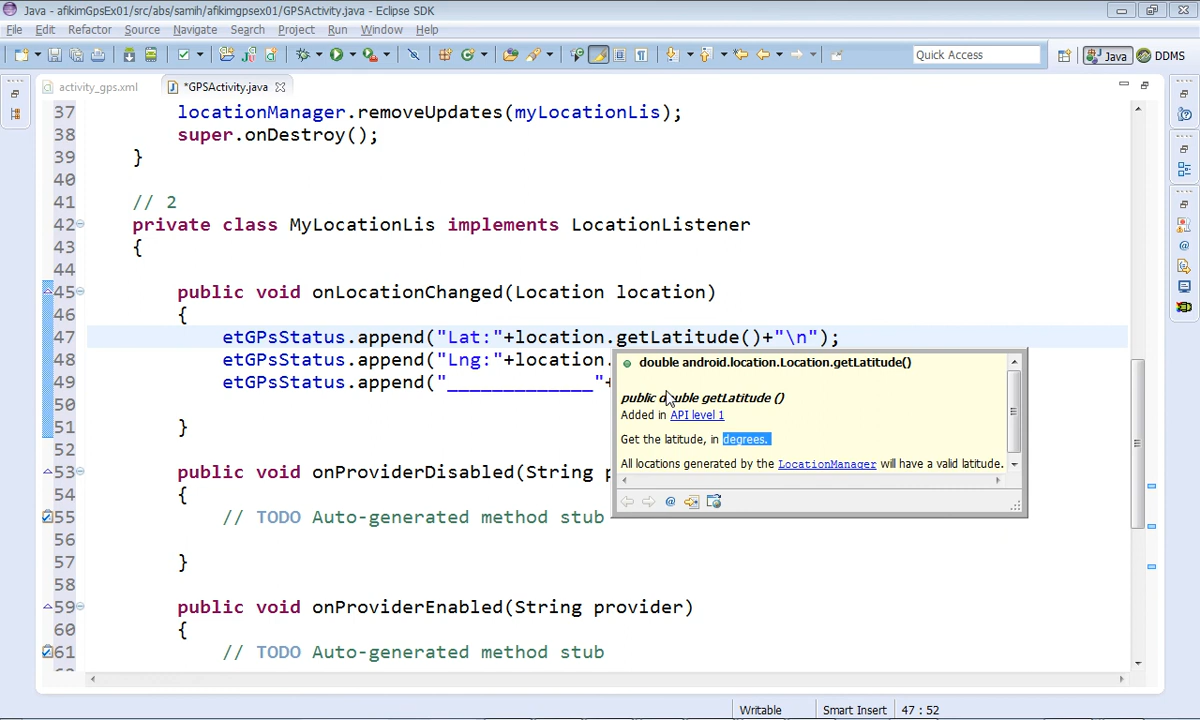 Java - afkimGpsEx01/src/abs/samih/afkimgpsex01/GPSActivity.java - Eclipse SDK
File Edit Refactor Source Navigate Search Project Run Window Help
Quick Access Java DDMS
activity_gps.xml *GPSActivity.java
37 locationManager.removeUpdates(myLocationLis);
38 super.onDestroy();
39 }
40
41 // 2
42 private class MyLocationLis implements LocationListener
43 {
44
45 public void onLocationChanged(Location location)
46 {
47 etGPsStatus.append("Lat:"+location.getLatitude()+"\n");
48 etGPsStatus.append("Lng:"+location.
49 etGPsStatus.append("_____________"+
50
51 }
52
53 public void onProviderDisabled(String p
54 {
55 // TODO Auto-generated method stub
56
57 }
58
59 public void onProviderEnabled(String provider)
60 {
61 // TODO Auto-generated method stub
double android.location.Location.getLatitude()
public double getLatitude ()
Added in API level 1
Get the latitude, in degrees.
All locations generated by the LocationManager will have a valid latitude.
Writable Smart Insert 47 : 52